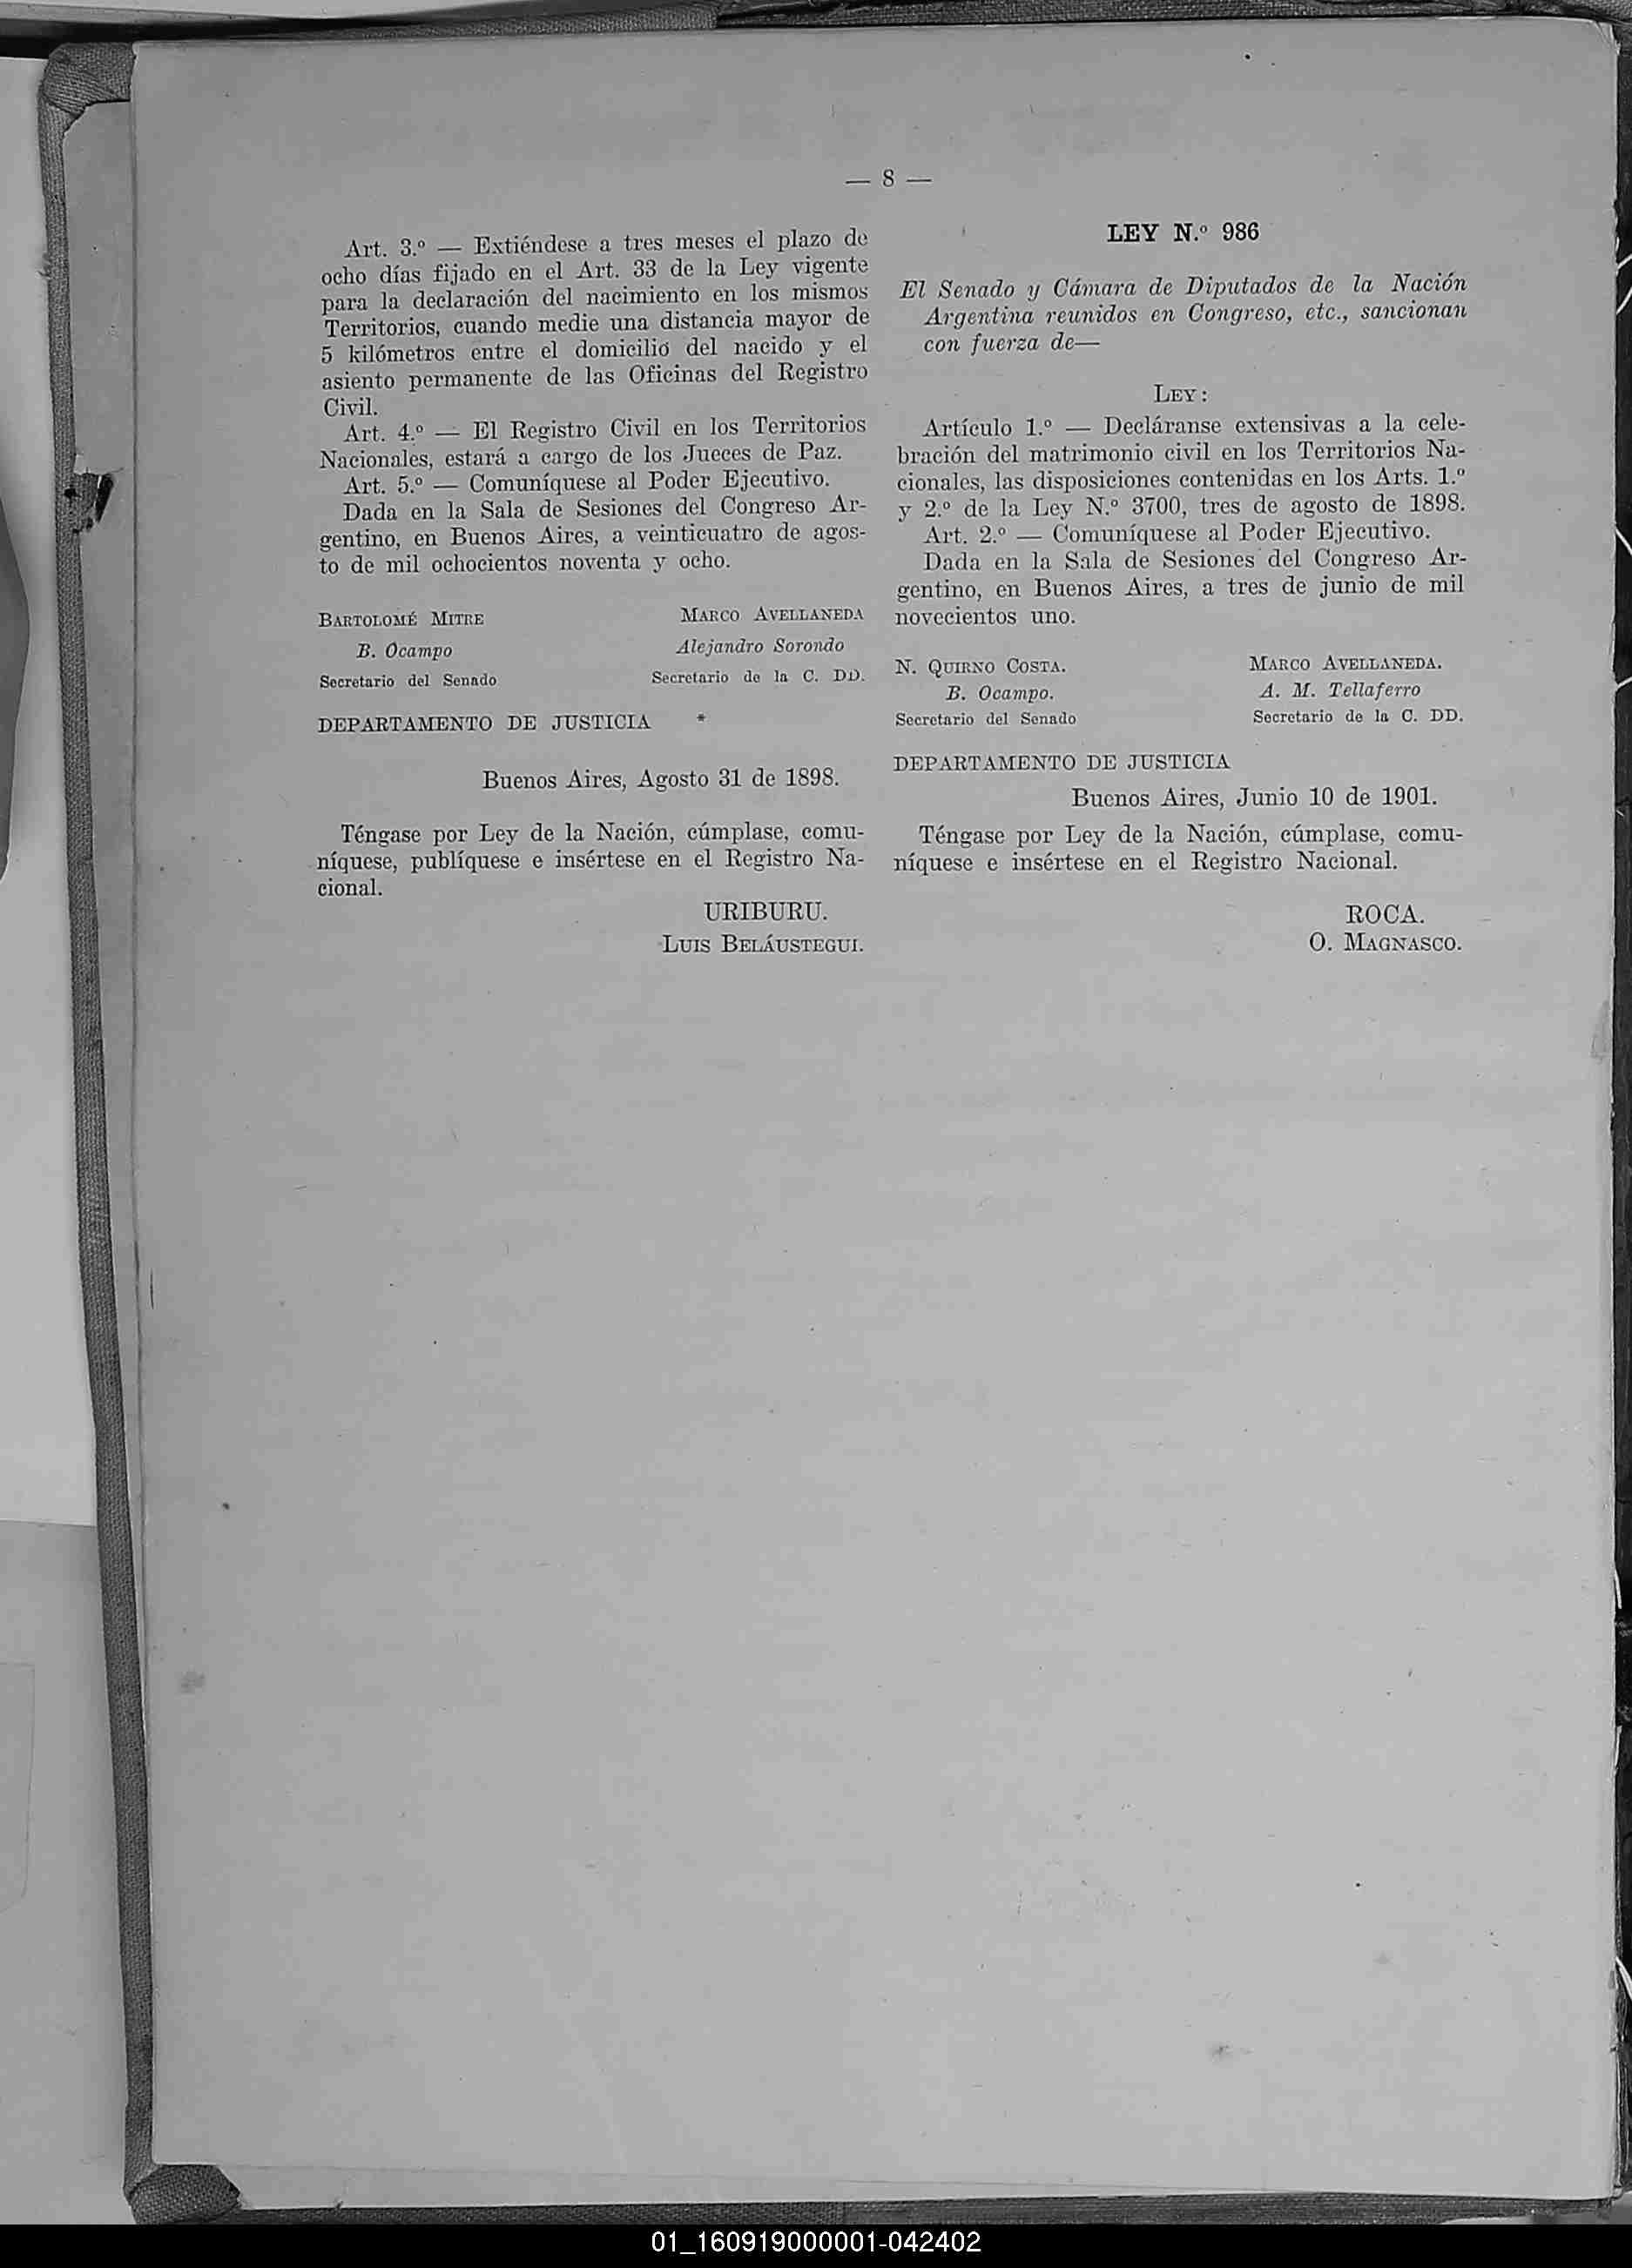 — 8 —
Art. 3.º — Extiéndese a tres meses el plazo de
ocho días fijado en el Art. 33 de la Ley vigente
para la declaración del nacimiento en los mismos
Territorios, cuando medie una distancia mayor de
5 kilómetros entre el domicilio del nacido y el
asiento permanente de las Oficinas del Registro
Civil.
Art. 4.º — El Registro Civil en los Territorios
Nacionales, estará a cargo de los Jueces de Paz.
Art. 5.º — Comuníquese al Poder Ejecutivo.
Dada en la Sala de Sesiones del Congreso Ar-
gentino, en Buenos Aires, a veinticuatro de agos-
to de mil ochocientos noventa y ocho.
BARTOLOMÉ MITRE MARCO AVELLANEDA
B. Ocampo Alejandro Sorondo
Secretario del Senado Secretario de la C. DD.
DEPARTAMENTO DE JUSTICIA *
Buenos Aires, Agosto 31 de 1898.
Téngase por Ley de la Nación, cúmplase, comu-
níquese, publíquese e insértese en el Registro Na-
cional.
URIBURU.
LUIS BELÁUSTEGUI.
LEY N.º 986
El Senado y Cámara de Diputados de la Nación
Argentina reunidos en Congreso, etc., sancionan
con fuerza de—
LEY:
Artículo 1.º — Decláranse extensivas a la cele-
bración del matrimonio civil en los Territorios Na-
cionales, las disposiciones contenidas en los Arts. 1.º
y 2.º de la Ley N.º 3700, tres de agosto de 1898.
Art. 2.º — Comuníquese al Poder Ejecutivo.
Dada en la Sala de Sesiones del Congreso Ar-
gentino, en Buenos Aires, a tres de junio de mil
novecientos uno.
N. QUIRNO COSTA. MARCO AVELLANEDA.
B. Ocampo. A. M. Tellaferro
Secretario del Senado Secretario de la C. DD.
DEPARTAMENTO DE JUSTICIA
Buenos Aires, Junio 10 de 1901.
Téngase por Ley de la Nación, cúmplase, comu-
níquese e insértese en el Registro Nacional.
ROCA.
O. MAGNASCO.
01_160919000001-042402